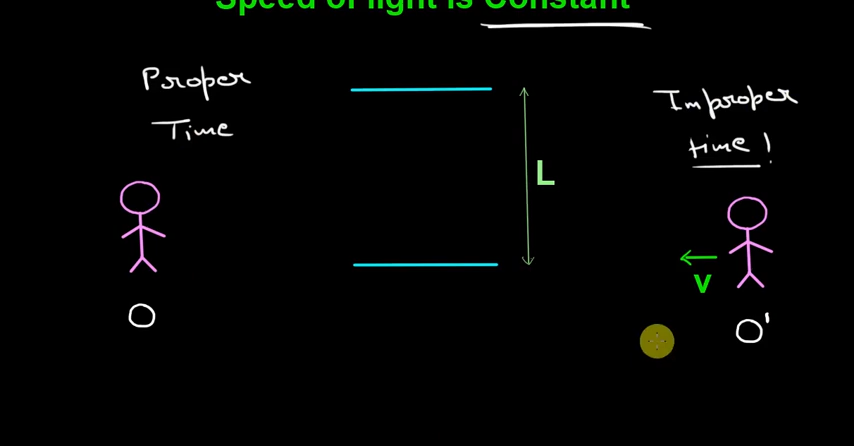 Speed of light is Constant
Proper
Time
Improper
time!
L
V
O
O'